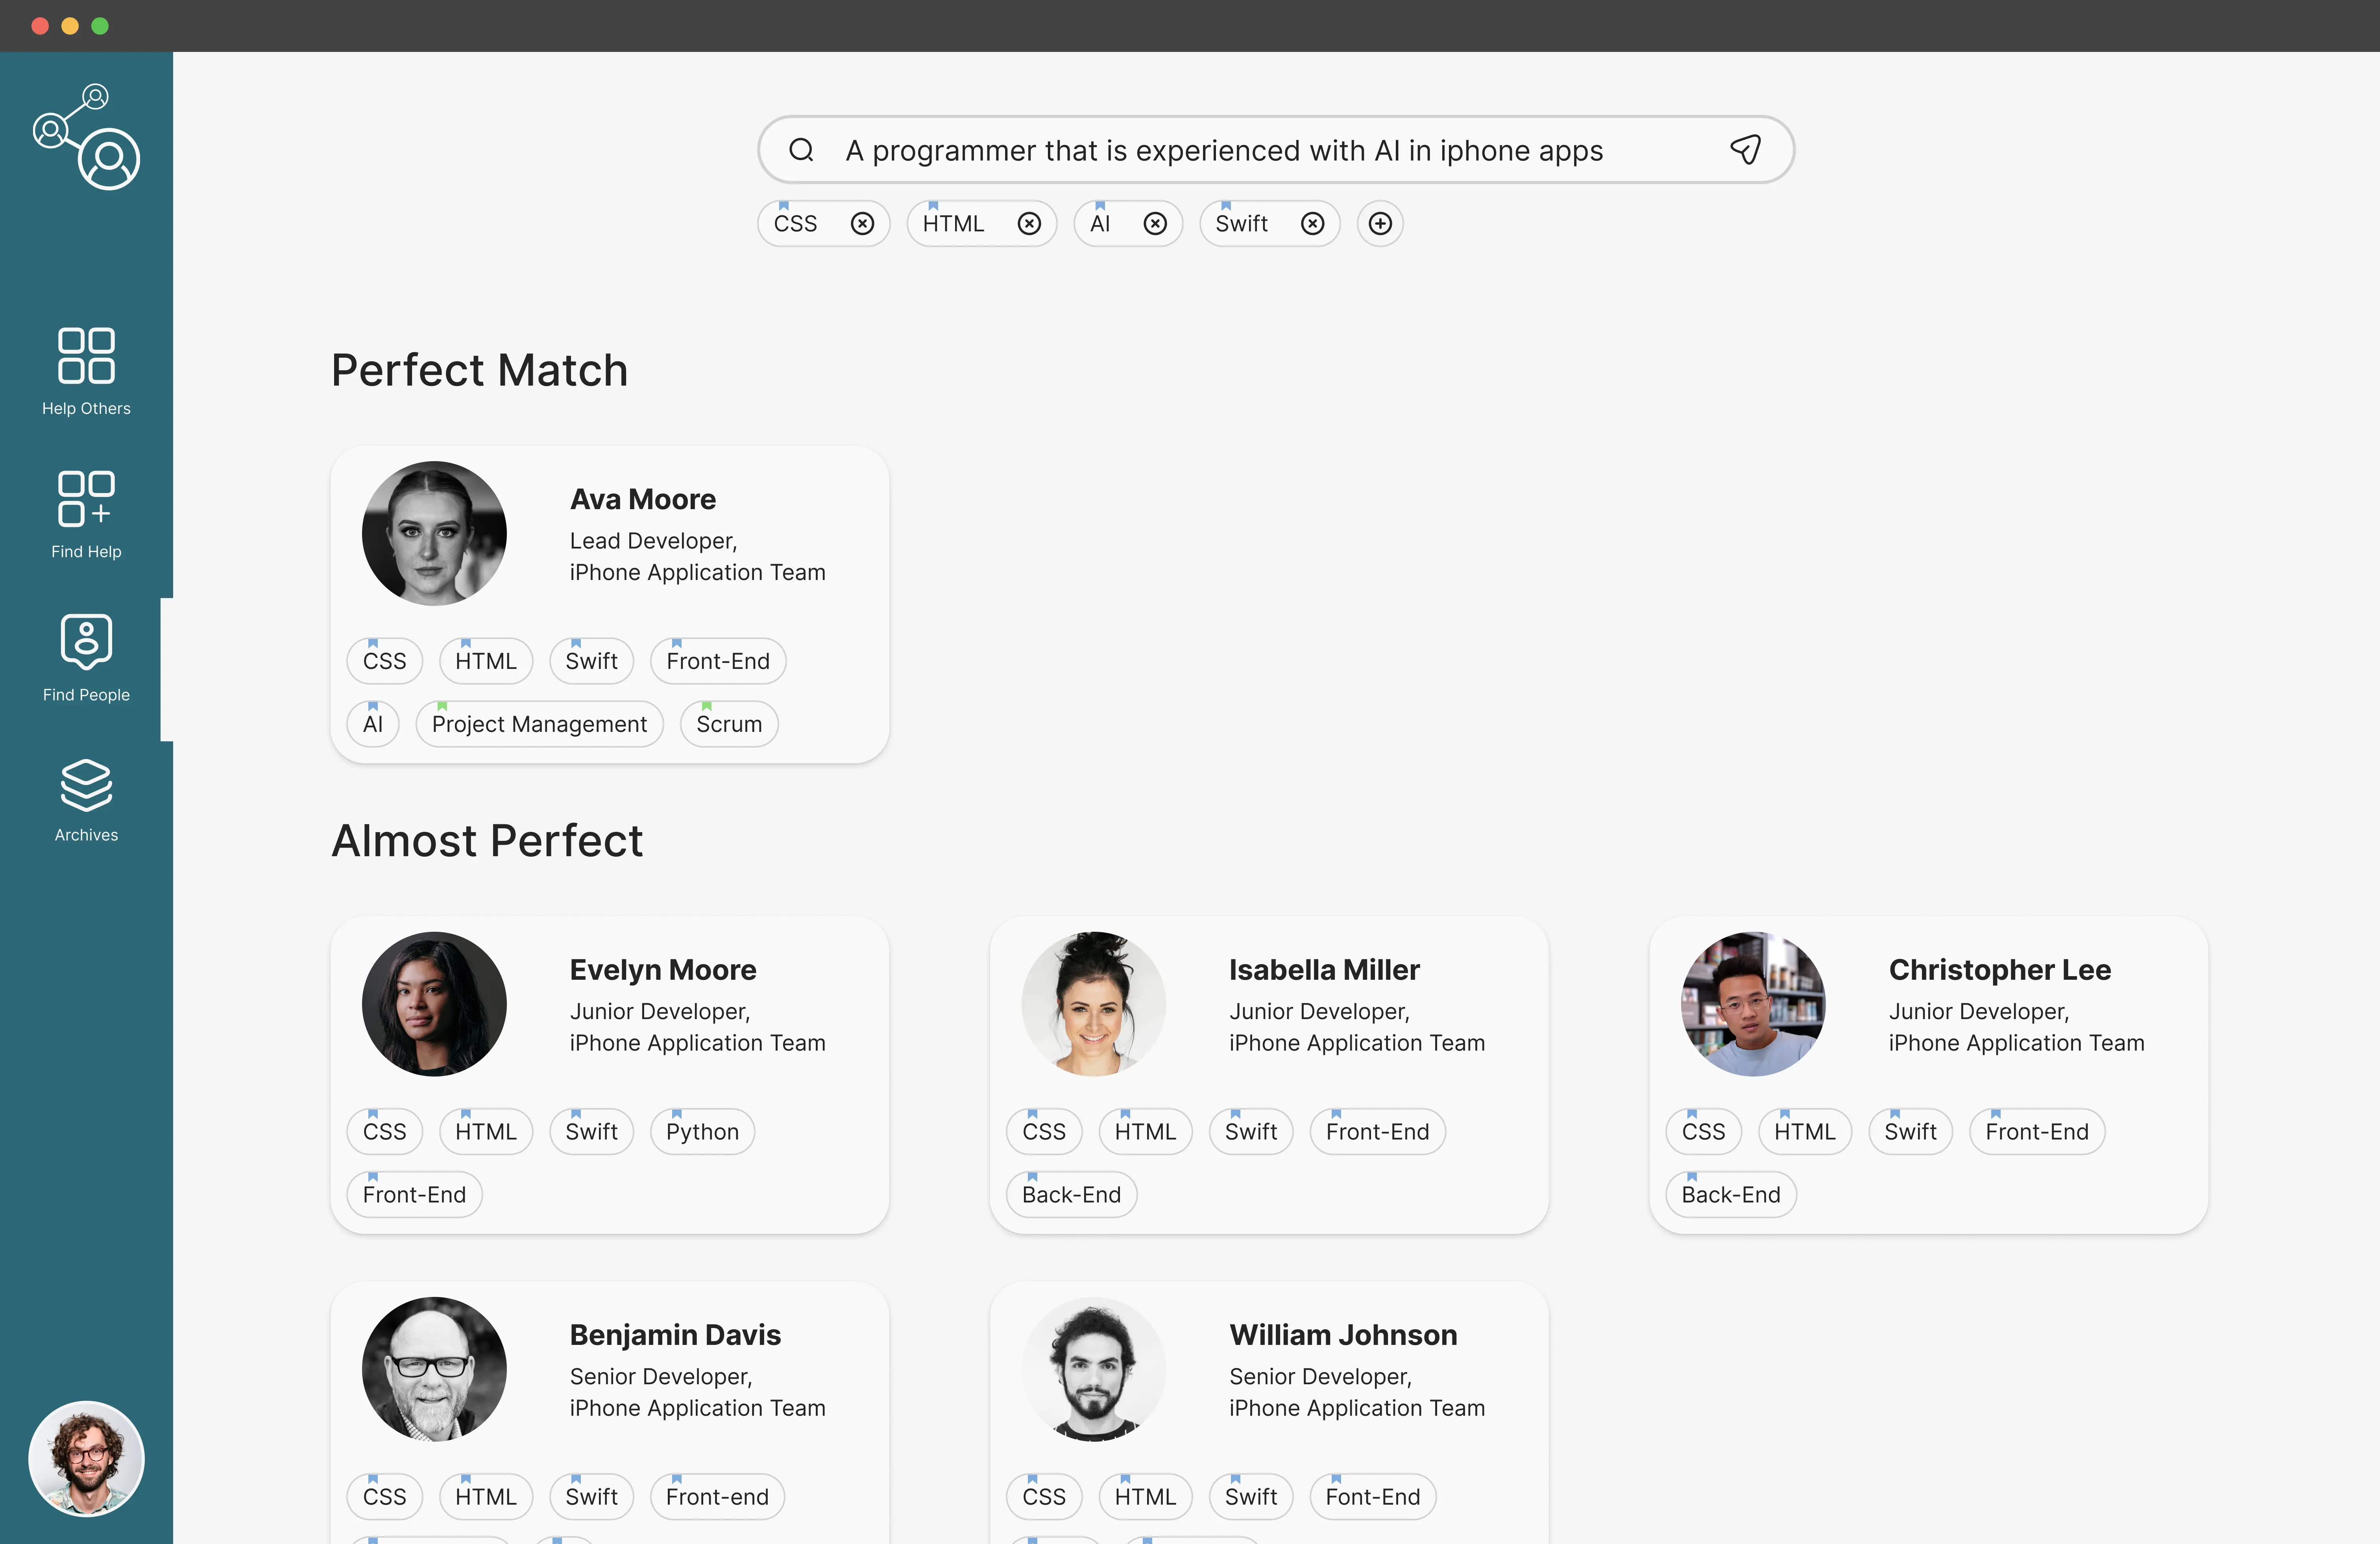 A programmer that is experienced with AI in iphone apps
CSS HTML AI Swift
Help Others
Find Help
Find People
Archives
Perfect Match
Ava Moore
Lead Developer,
iPhone Application Team
CSS HTML Swift Front-End
AI Project Management Scrum
Almost Perfect
Evelyn Moore
Junior Developer,
iPhone Application Team
CSS HTML Swift Python
Front-End
Isabella Miller
Junior Developer,
iPhone Application Team
CSS HTML Swift Front-End
Back-End
Christopher Lee
Junior Developer,
iPhone Application Team
CSS HTML Swift Front-End
Back-End
Benjamin Davis
Senior Developer,
iPhone Application Team
CSS HTML Swift Front-end
William Johnson
Senior Developer,
iPhone Application Team
CSS HTML Swift Font-End